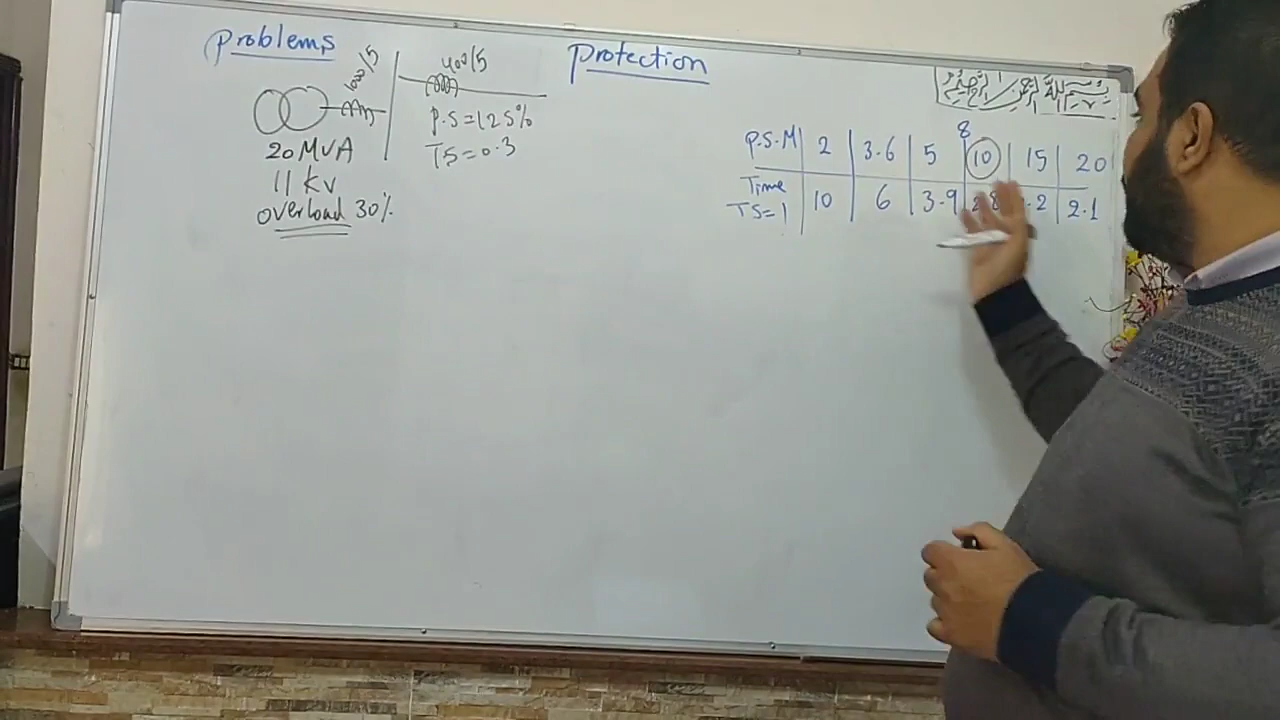 Problems
Protection
بسم الله الرحمن الرحيم
1000/5
400/5
20 MVA
11 kv
overload 30%
P.S=125%
TS=0.3
8
P.S.M 2 3.6 5 10 15 20
Time
TS=1 10 6 3.9 2.8 .2 2.1